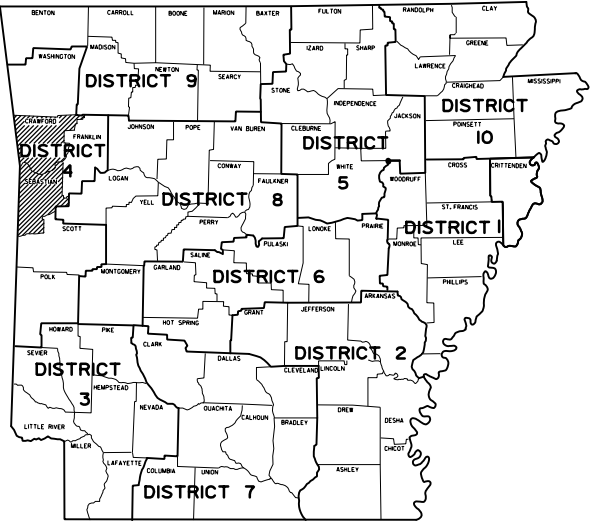 BENTON CARROLL BOONE MARION BAXTER FULTON RANDOLPH CLAY
WASHINGTON MADISON IZARD SHARP GREENE
NEWTON SEARCY STONE LAWRENCE
DISTRICT 9
CRAIGHEAD MISSISSIPPI
INDEPENDENCE
DISTRICT
10
JACKSON POINSETT
CRAWFORD FRANKLIN JOHNSON POPE VAN BUREN CLEBURNE
DISTRICT
4
DISTRICT
5
WHITE
CROSS CRITTENDEN
SEBASTIAN LOGAN CONWAY FAULKNER WOODRUFF
DISTRICT 8
YELL
ST. FRANCIS
DISTRICT 1
SCOTT PERRY PULASKI LONOKE PRAIRIE MONROE LEE
SALINE
POLK MONTGOMERY GARLAND
DISTRICT 6
PHILLIPS
ARKANSAS
HOT SPRING GRANT JEFFERSON
HOWARD PIKE CLARK
SEVIER DALLAS
DISTRICT 2
DISTRICT
3
CLEVELAND LINCOLN
HEMPSTEAD
NEVADA OUACHITA CALHOUN BRADLEY DREW DESHA
LITTLE RIVER
MILLER CHICOT
LAFAYETTE COLUMBIA UNION ASHLEY
DISTRICT 7